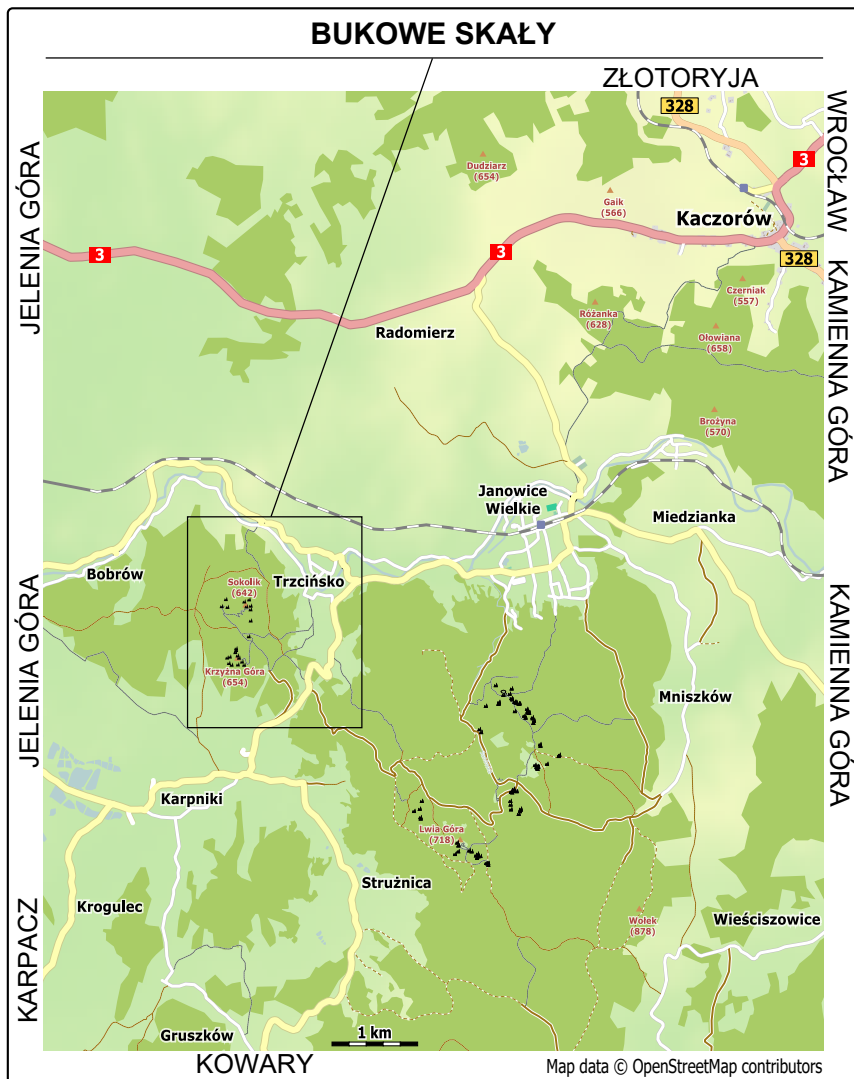 BUKOWE SKAŁY
ZŁOTORYJA
328
WROCŁAW
Dudziarz
(654)
3
Gaik
(566)
Kaczorów
JELENIA GÓRA
3
3
328
KAMIENNA GÓRA
Czerniak
(557)
Różanka
(628)
Radomierz
Ołowiana
(658)
Brożyna
(570)
Janowice
Wielkie
Miedzianka
Bobrów
Sokolik
(642)
Trzcińsko
JELENIA GÓRA
KAMIENNA GÓRA
Krzyżna Góra
(654)
Mniszków
Karpniki
Lwia Góra
(718)
Strużnica
KARPACZ
Krogulec
Wołek
(878)
Wieściszowice
Gruszków
1 km
KOWARY
Map data © OpenStreetMap contributors